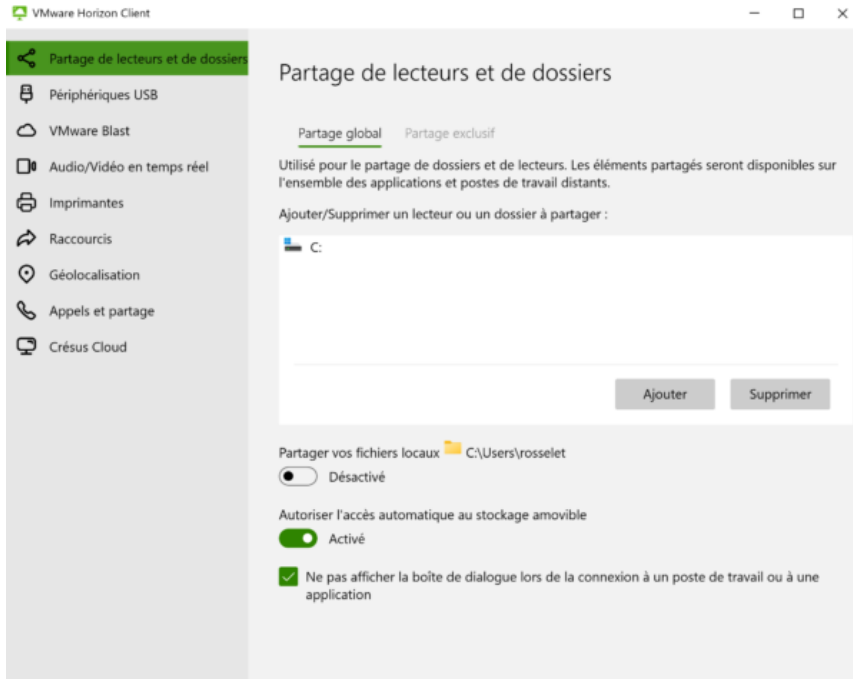 VMware Horizon Client
Partage de lecteurs et de dossiers
Périphériques USB
VMware Blast
Audio/Vidéo en temps réel
Imprimantes
Raccourcis
Géolocalisation
Appels et partage
Crésus Cloud
Partage de lecteurs et de dossiers
Partage global Partage exclusif
Utilisé pour le partage de dossiers et de lecteurs. Les éléments partagés seront disponibles sur
l'ensemble des applications et postes de travail distants.
Ajouter/Supprimer un lecteur ou un dossier à partager :
C:
Ajouter Supprimer
Partager vos fichiers locaux C:\Users\rosselet
Désactivé
Autoriser l'accès automatique au stockage amovible
Activé
Ne pas afficher la boîte de dialogue lors de la connexion à un poste de travail ou à une
application